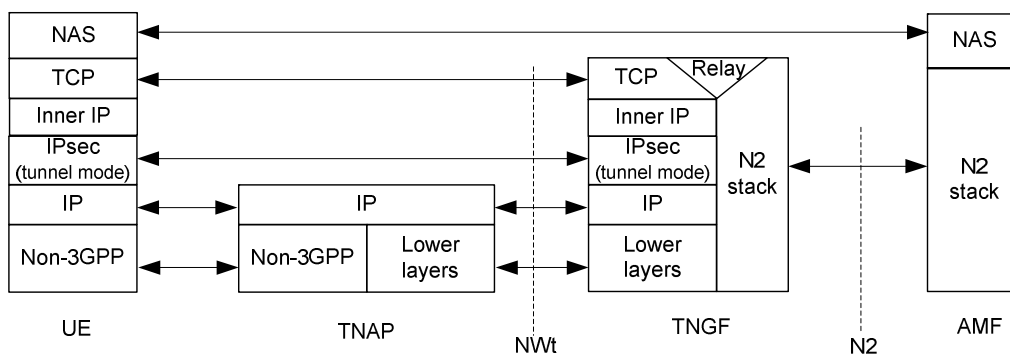 NAS
TCP
Inner IP
IPsec
(tunnel mode)
IP
Non-3GPP
UE
IP
Non-3GPP
Lower
layers
TNAP
NWt
TCP
Relay
Inner IP
IPsec
(tunnel mode)
IP
Lower
layers
N2
stack
TNGF
N2
NAS
N2
stack
AMF